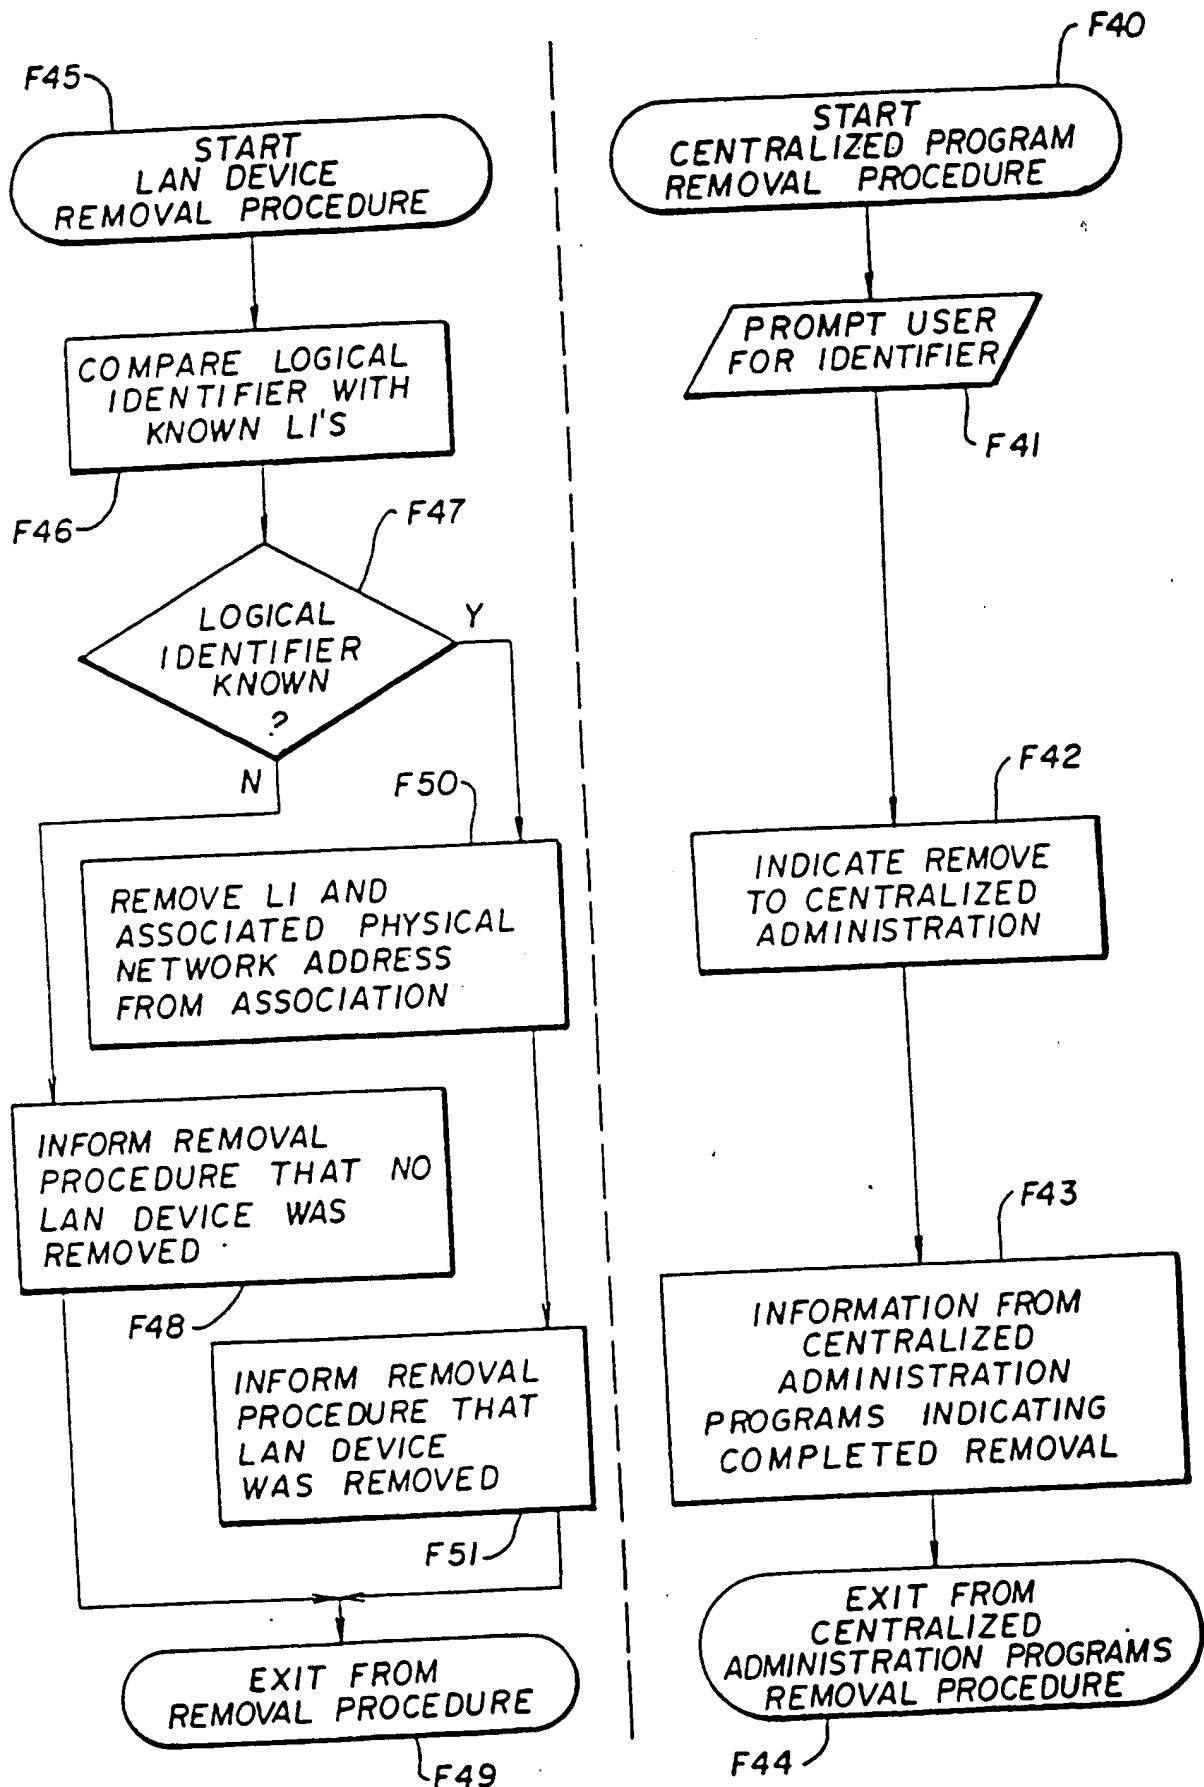 F45
START
LAN DEVICE
REMOVAL PROCEDURE
COMPARE LOGICAL
IDENTIFIER WITH
KNOWN LI'S
F46
F47
LOGICAL
IDENTIFIER
KNOWN
?
Y
N
F50
REMOVE LI AND
ASSOCIATED PHYSICAL
NETWORK ADDRESS
FROM ASSOCIATION
INFORM REMOVAL
PROCEDURE THAT NO
LAN DEVICE WAS
REMOVED
F48
INFORM REMOVAL
PROCEDURE THAT
LAN DEVICE
WAS REMOVED
F51
EXIT FROM
REMOVAL PROCEDURE
F49
F40
START
CENTRALIZED PROGRAM
REMOVAL PROCEDURE
PROMPT USER
FOR IDENTIFIER
F41
F42
INDICATE REMOVE
TO CENTRALIZED
ADMINISTRATION
F43
INFORMATION FROM
CENTRALIZED
ADMINISTRATION
PROGRAMS INDICATING
COMPLETED REMOVAL
EXIT FROM
CENTRALIZED
ADMINISTRATION PROGRAMS
REMOVAL PROCEDURE
F44